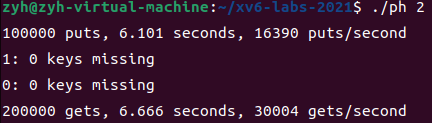 zyh@zyh-virtual-machine:~/xv6-labs-2021$ ./ph 2
100000 puts, 6.101 seconds, 16390 puts/second
1: 0 keys missing
0: 0 keys missing
200000 gets, 6.666 seconds, 30004 gets/second